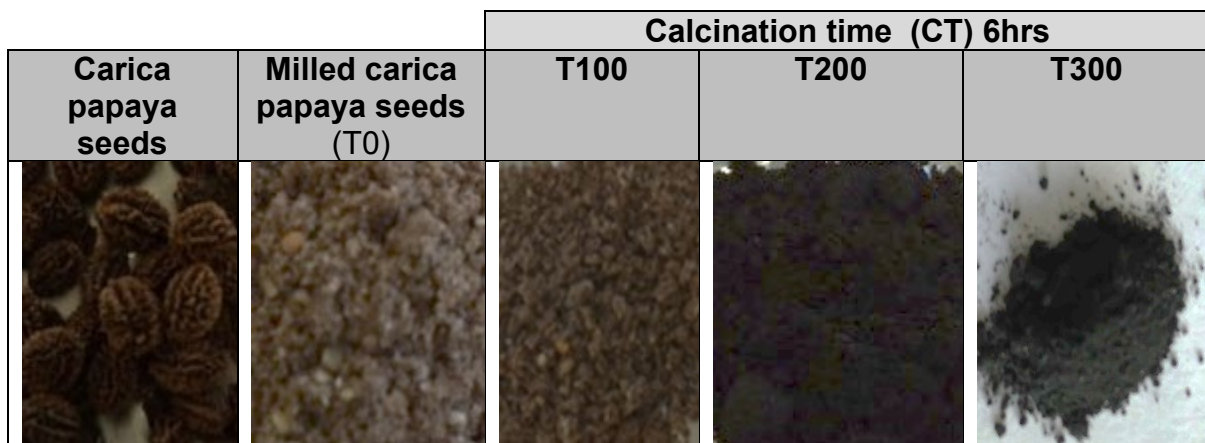 Calcination time (CT) 6hrs
Carica
papaya
seeds
Milled carica
papaya seeds
(T0)
T100
T200
T300